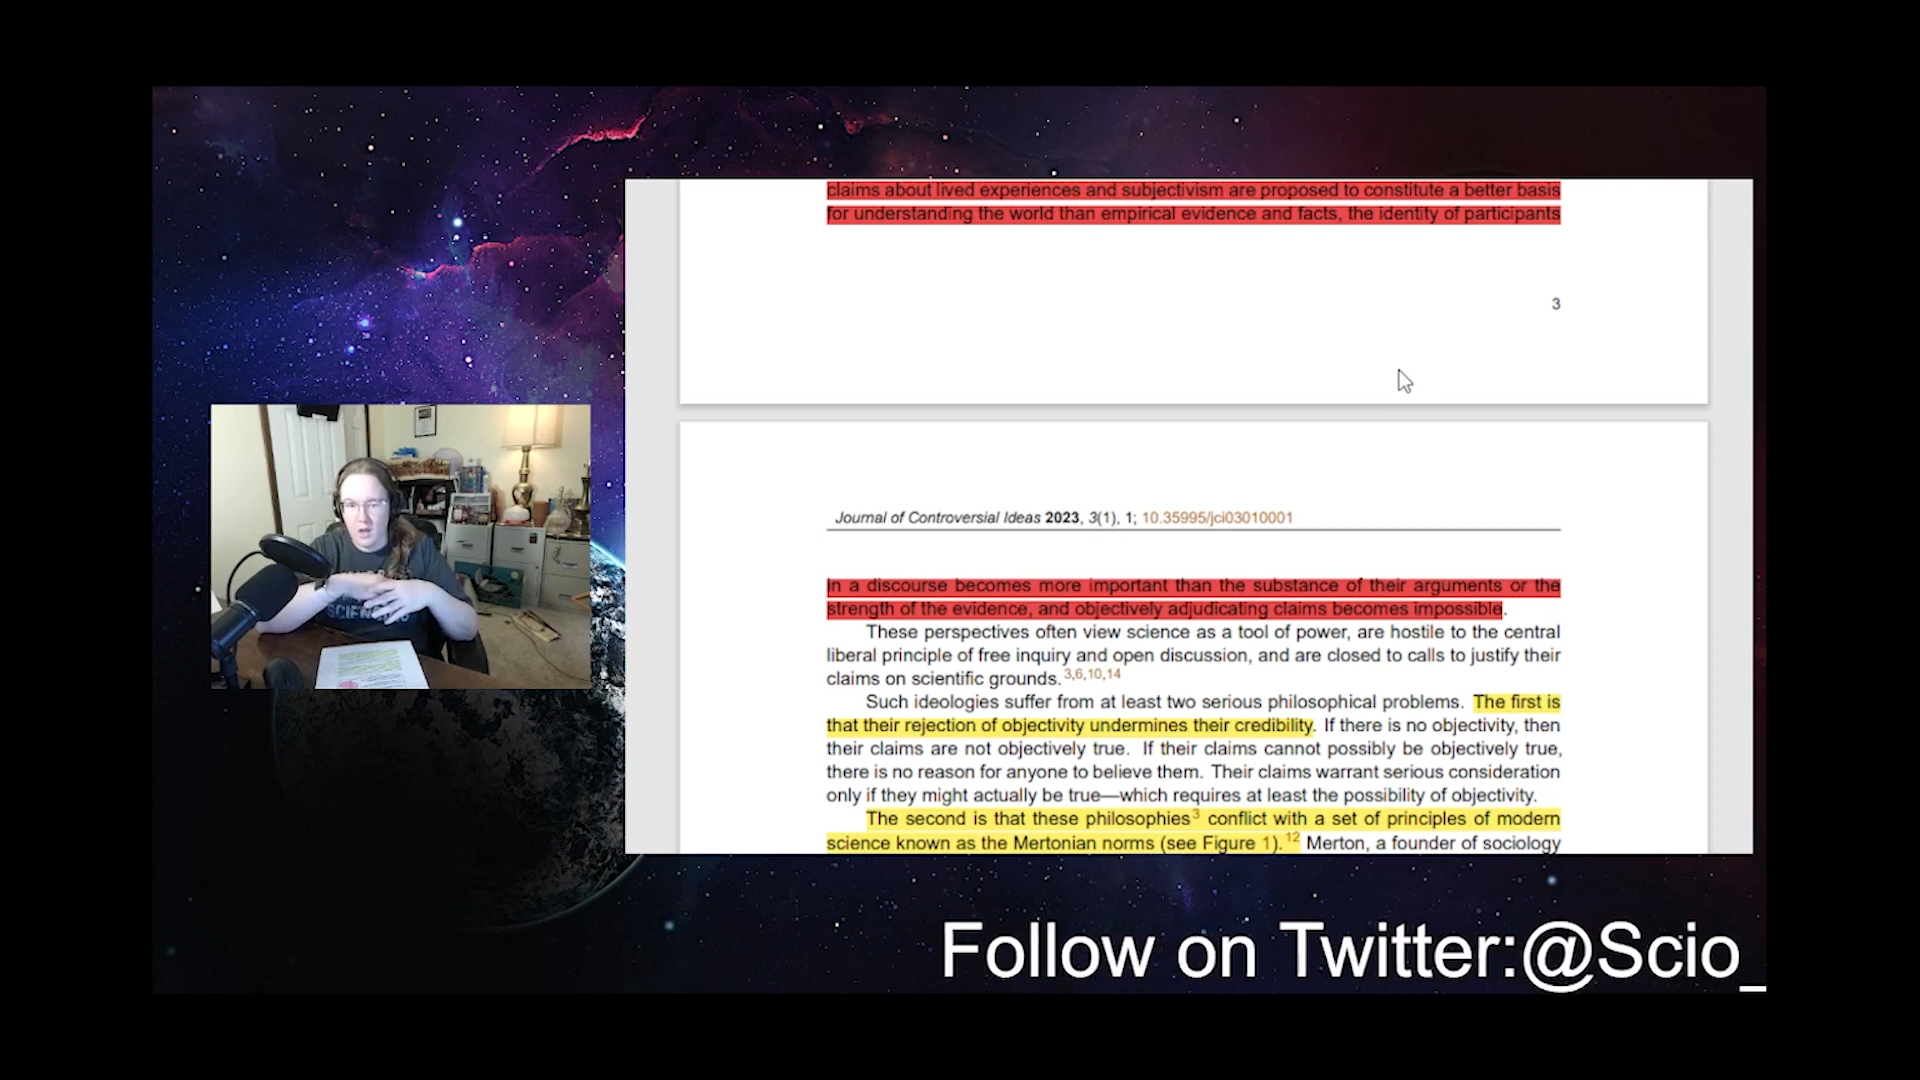 claims about lived experiences and subjectivism are proposed to constitute a better basis
for understanding the world than empirical evidence and facts, the identity of participants
3
Journal of Controversial Ideas 2023, 3(1), 1; 10.35995/jci03010001
in a discourse becomes more important than the substance of their arguments or the
strength of the evidence, and objectively adjudicating claims becomes impossible.
These perspectives often view science as a tool of power, are hostile to the central
liberal principle of free inquiry and open discussion, and are closed to calls to justify their
claims on scientific grounds. 3,6,10,14
Such ideologies suffer from at least two serious philosophical problems. The first is
that their rejection of objectivity undermines their credibility. If there is no objectivity, then
their claims are not objectively true. If their claims cannot possibly be objectively true,
there is no reason for anyone to believe them. Their claims warrant serious consideration
only if they might actually be true—which requires at least the possibility of objectivity.
The second is that these philosophies3 conflict with a set of principles of modern
science known as the Mertonian norms (see Figure 1).12 Merton, a founder of sociology
Follow on Twitter:@Scio_